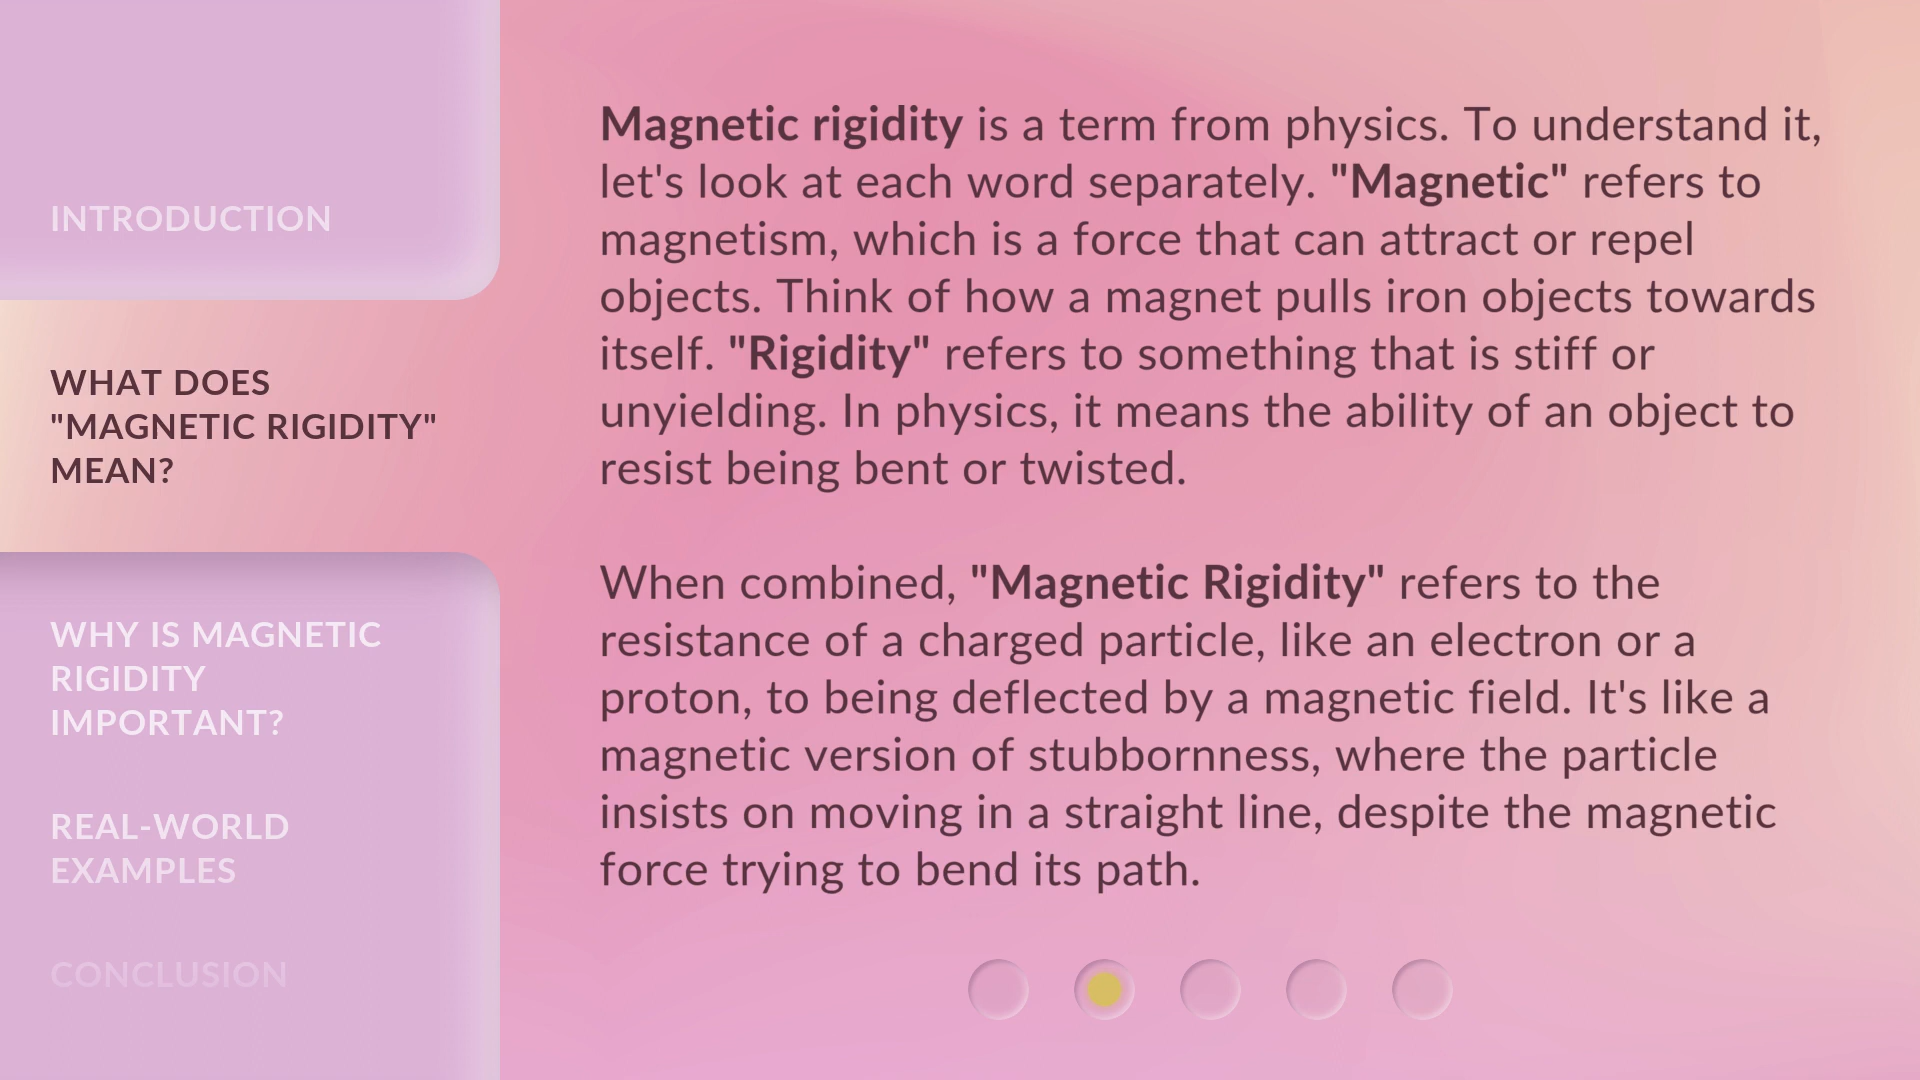 INTRODUCTION
WHAT DOES
"MAGNETIC RIGIDITY"
MEAN?
WHY IS MAGNETIC
RIGIDITY
IMPORTANT?
REAL-WORLD
EXAMPLES
CONCLUSION
Magnetic rigidity is a term from physics. To understand it,
let's look at each word separately. "Magnetic" refers to
magnetism, which is a force that can attract or repel
objects. Think of how a magnet pulls iron objects towards
itself. "Rigidity" refers to something that is stiff or
unyielding. In physics, it means the ability of an object to
resist being bent or twisted.
When combined, "Magnetic Rigidity" refers to the
resistance of a charged particle, like an electron or a
proton, to being deflected by a magnetic field. It's like a
magnetic version of stubbornness, where the particle
insists on moving in a straight line, despite the magnetic
force trying to bend its path.